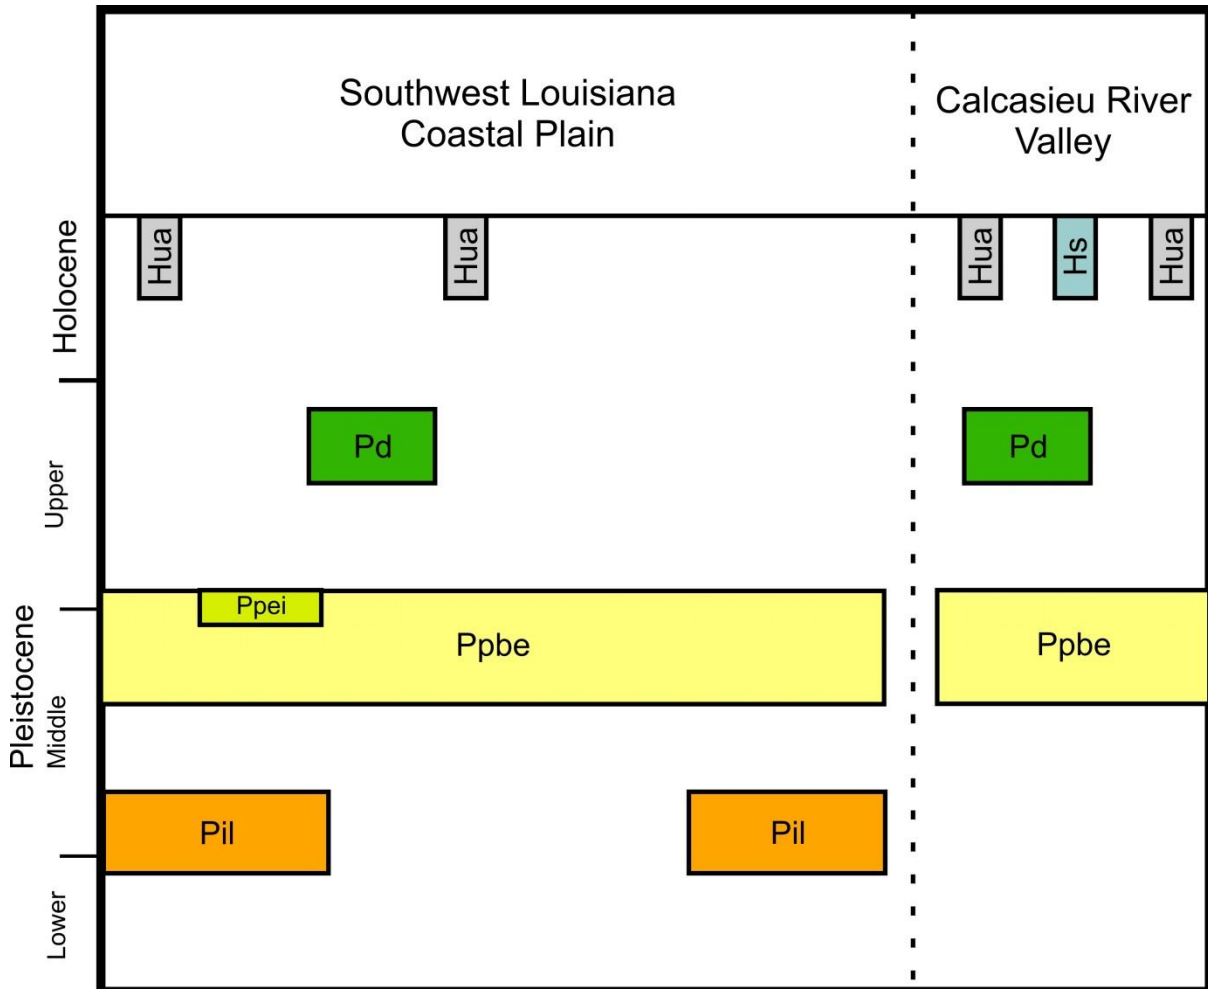 Southwest Louisiana
Coastal Plain
Calcasieu River
Valley
Holocene
Hua
Hua
Hua
Hs
Hua
Upper
Pd
Pd
Pleistocene
Middle
Ppei
Ppbe
Ppbe
Pil
Pil
Lower